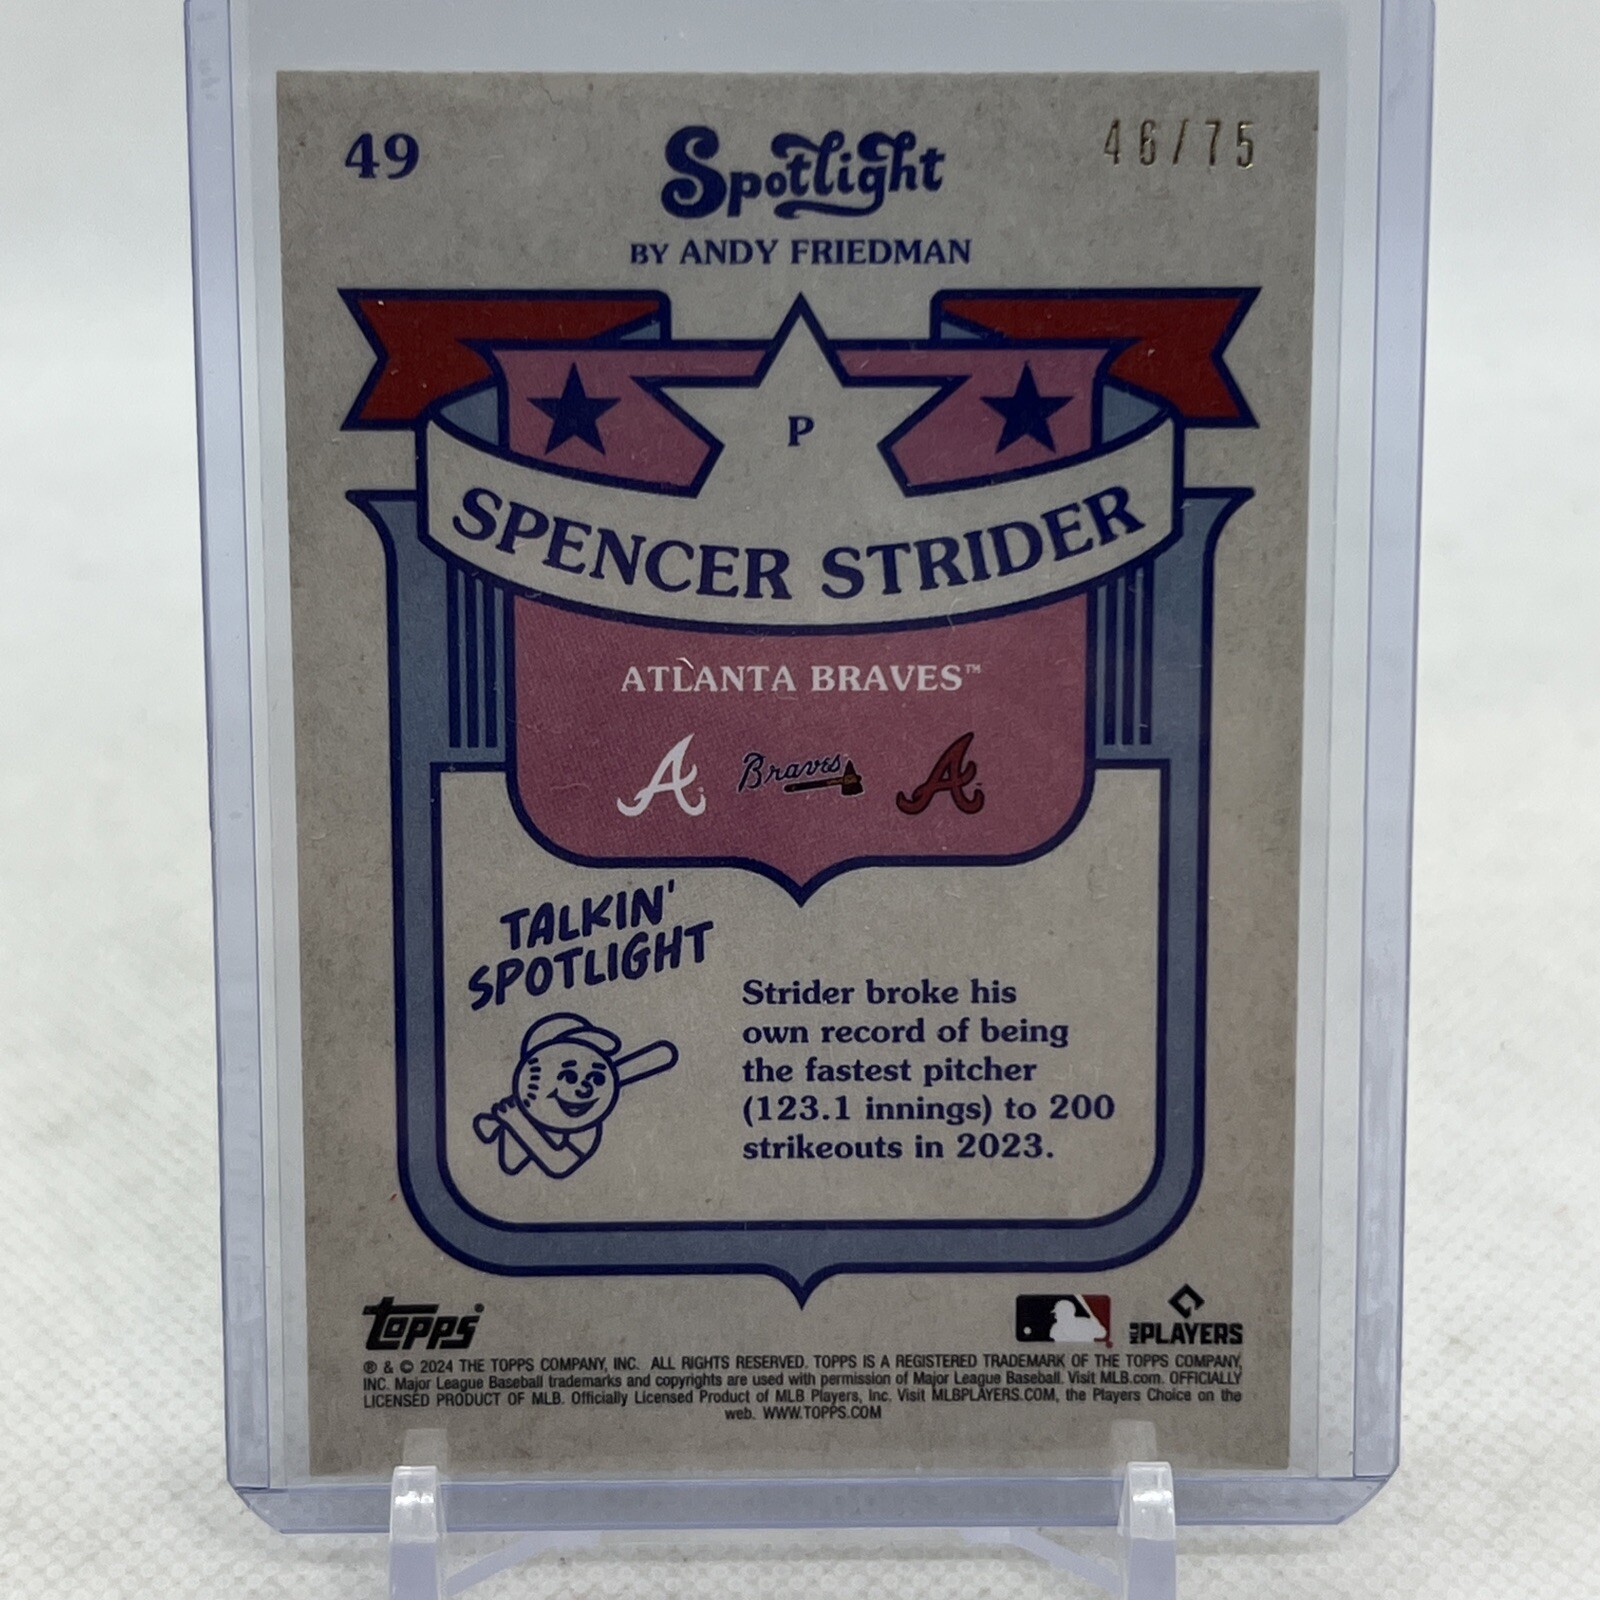 49
Spotlight
46/75
BY ANDY FRIEDMAN
P
SPENCER STRIDER
ATLANTA BRAVES™
A Braves A
TALKIN'
SPOTLIGHT
Strider broke his
own record of being
the fastest pitcher
(123.1 innings) to 200
strikeouts in 2023.
topps®
MLB PLAYERS
® & © 2024 THE TOPPS COMPANY, INC. ALL RIGHTS RESERVED. TOPPS IS A REGISTERED TRADEMARK OF THE TOPPS COMPANY,
INC. Major League Baseball trademarks and copyrights are used with permission of Major League Baseball. Visit MLB.com. OFFICIALLY
LICENSED PRODUCT OF MLB. Officially Licensed Product of MLB Players, Inc. Visit MLBPLAYERS.COM, the Players Choice on the
web. WWW.TOPPS.COM